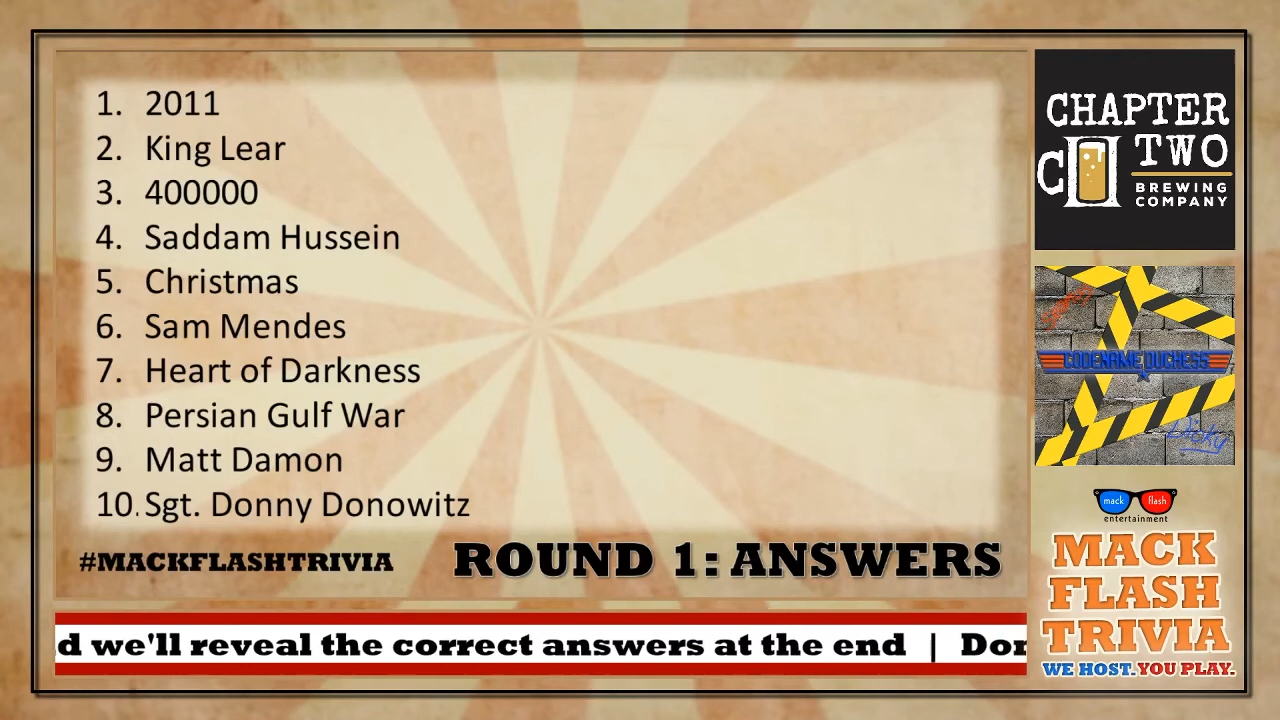 1. 2011
2. King Lear
3. 400000
4. Saddam Hussein
5. Christmas
6. Sam Mendes
7. Heart of Darkness
8. Persian Gulf War
9. Matt Damon
10. Sgt. Donny Donowitz
#MACKFLASHTRIVIA
ROUND 1: ANSWERS
d we'll reveal the correct answers at the end | Don
CHAPTER
TWO
BREWING
COMPANY
CODENAME DUCHESS
mack flash
entertainment
MACK
FLASH
TRIVIA
WE HOST. YOU PLAY.